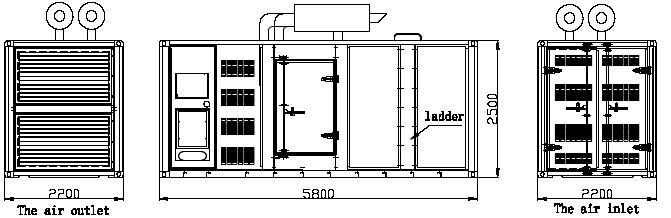 ladder
2500
2200
5800
2200
The air outlet
The air inlet